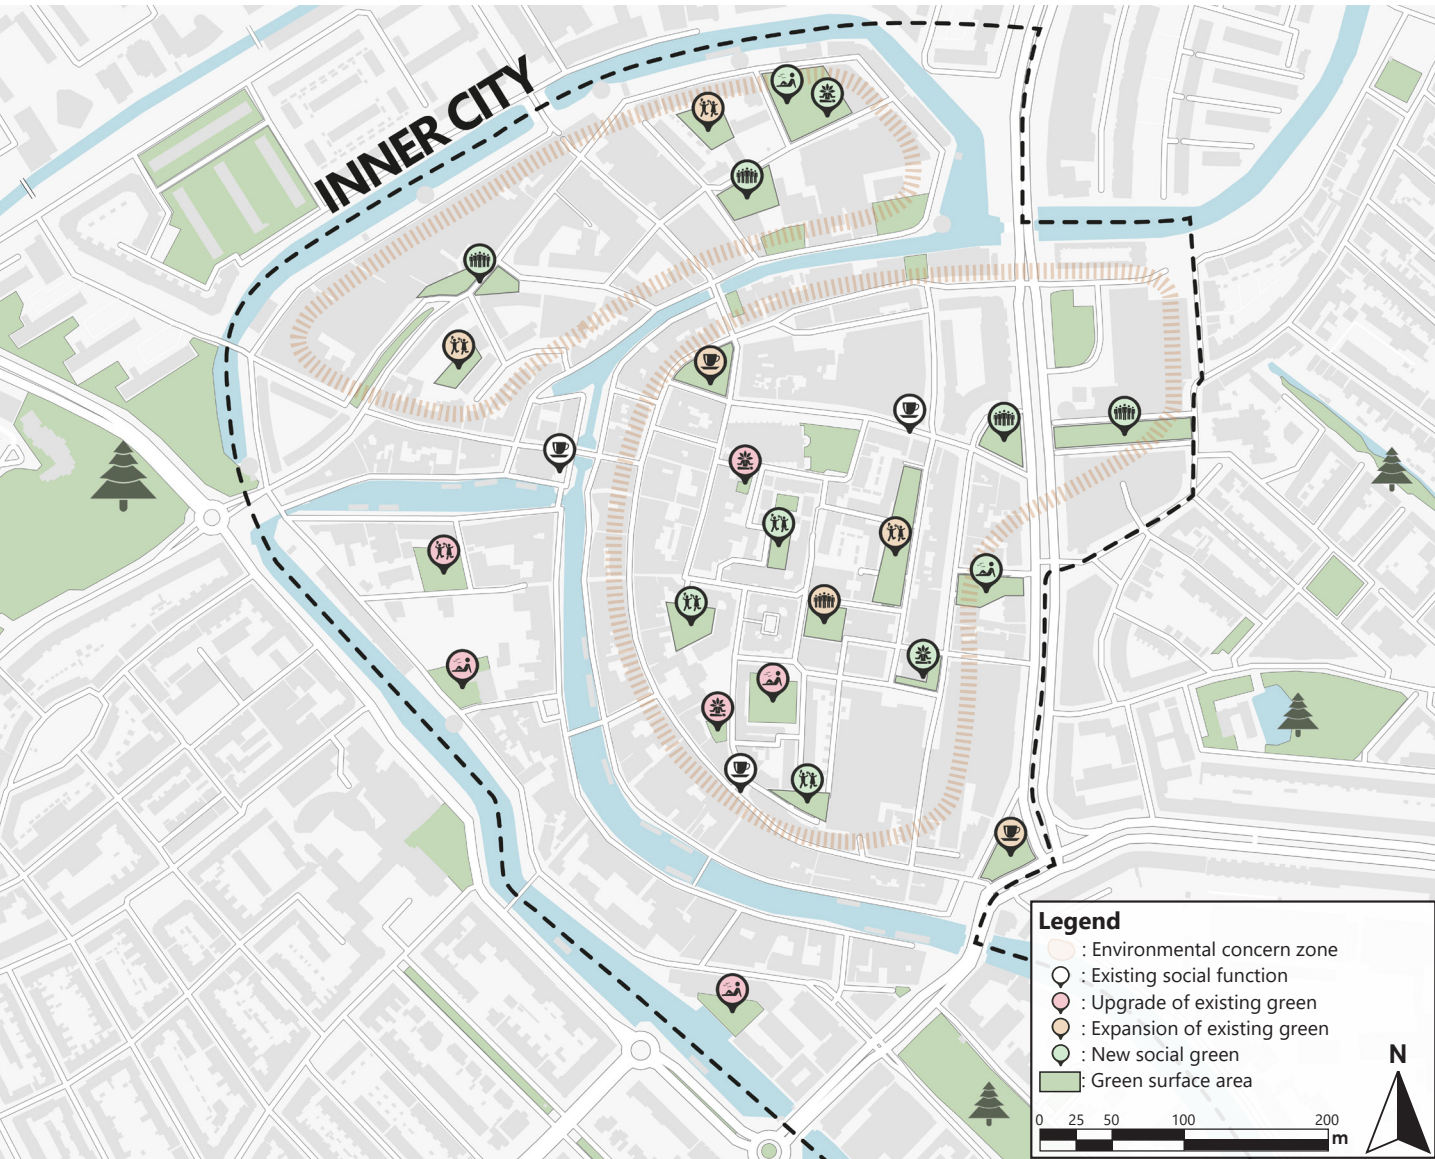 INNER CITY
Legend
: Environmental concern zone
: Existing social function
: Upgrade of existing green
: Expansion of existing green
: New social green
: Green surface area
N
0 25 50 100 200
m